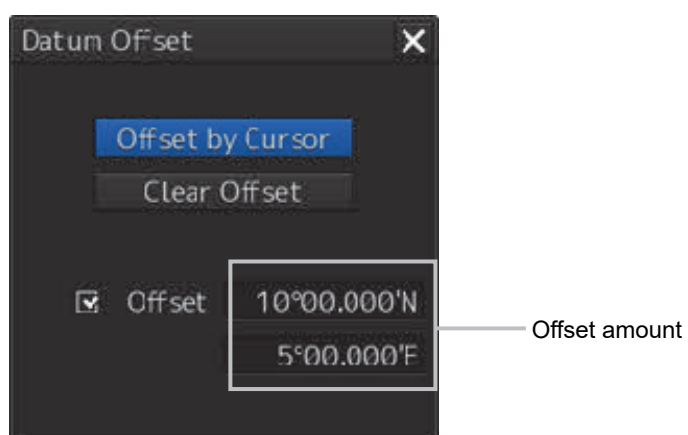 Datum Offset
Offset by Cursor
Clear Offset
Offset 10°00.000'N
Offset amount
5°00.000'E